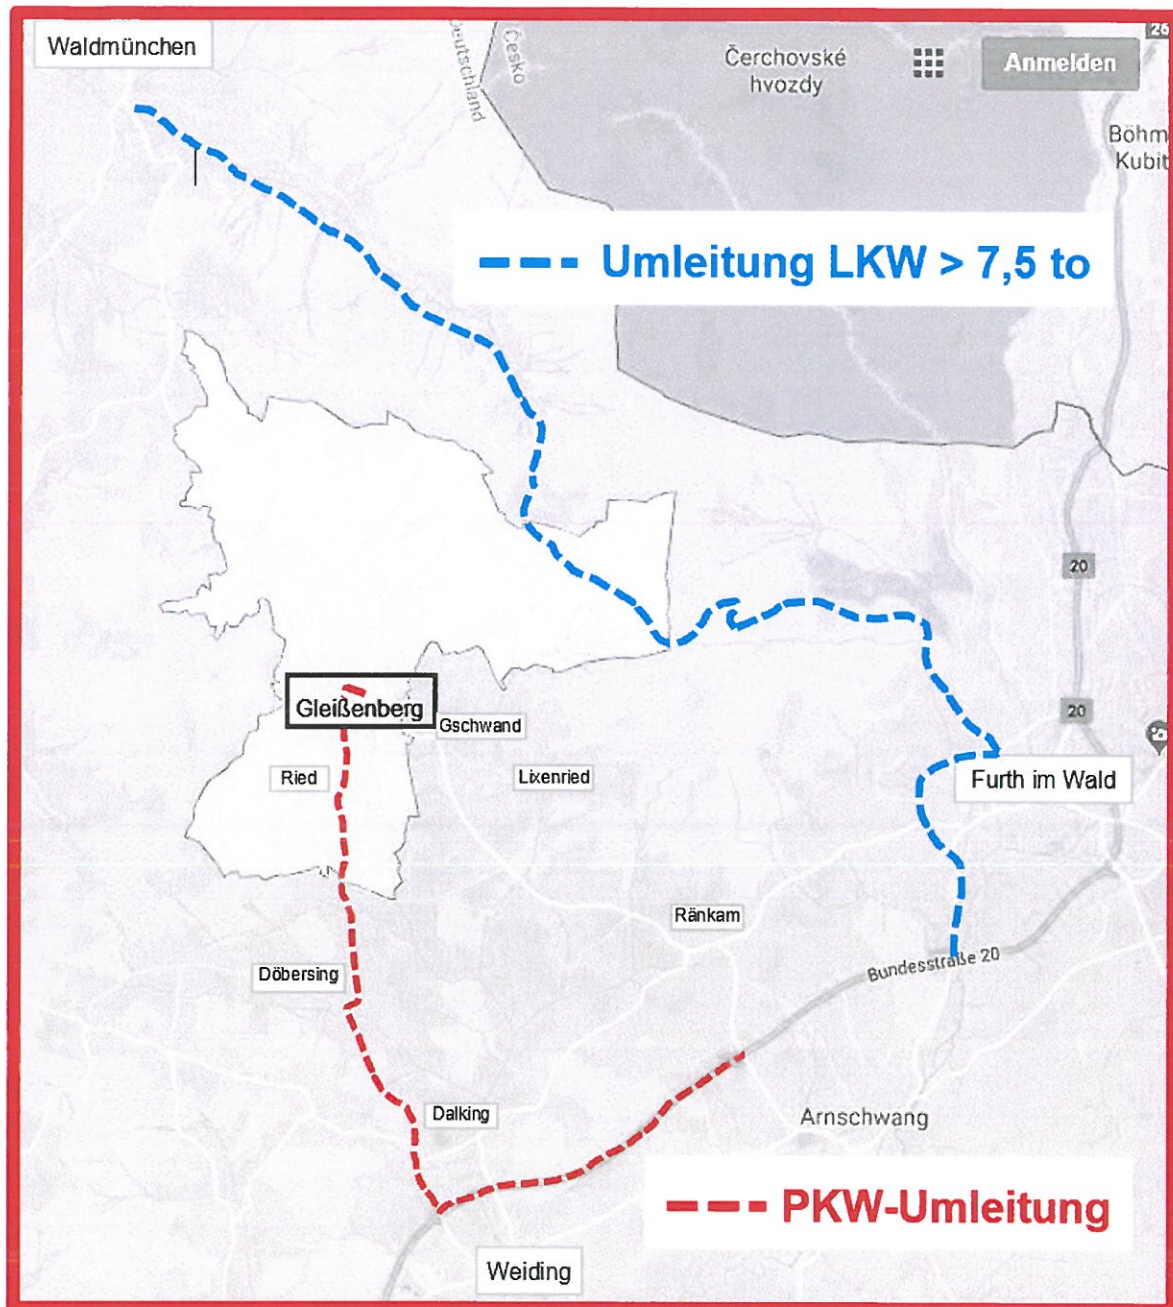 Waldmünchen
Deutschland
Česko
Čerchovské
hvozdy
Anmelden
26
Böhm
Kubit
Umleitung LKW > 7,5 to
20
20
Gleißenberg
Gschwand
Ried
Lixenried
Furth im Wald
Ränkam
Döbersing
Bundesstraße 20
Dalking
Arnschwang
PKW-Umleitung
Weiding